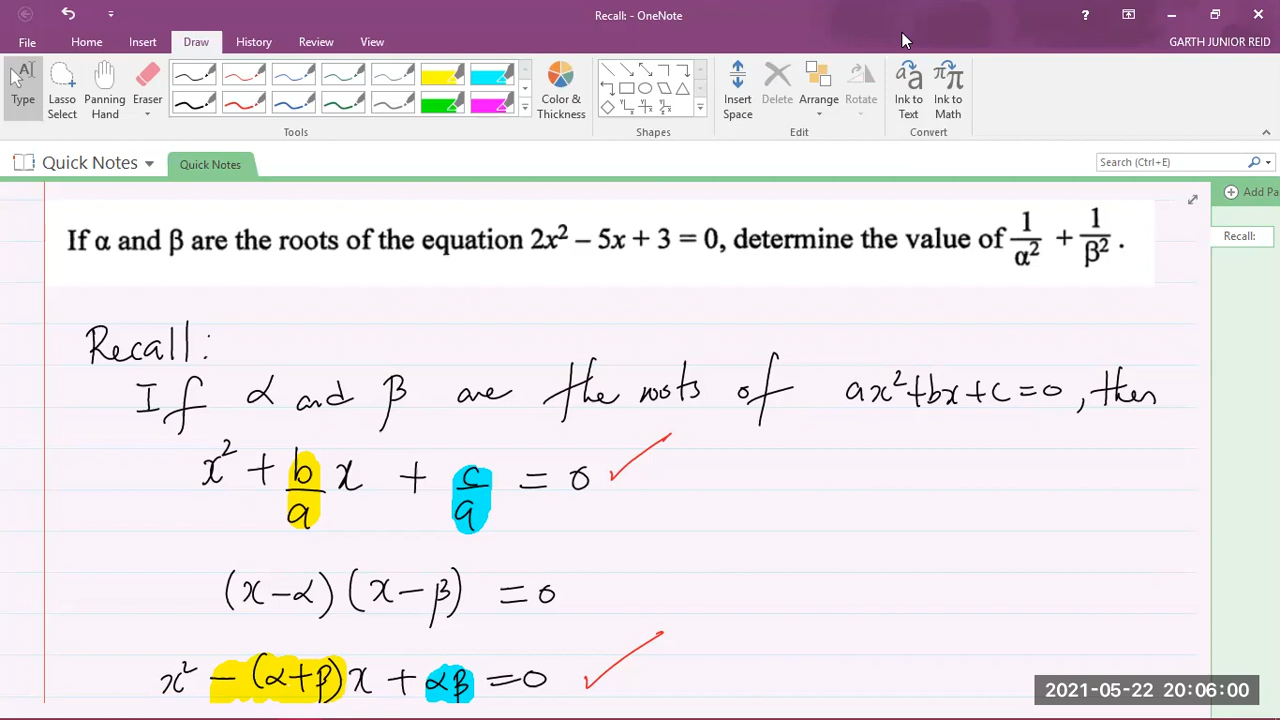 Recall: - OneNote
?
GARTH JUNIOR REID
File Home Insert Draw History Review View
Type
Lasso Select
Panning Hand
Eraser
Color & Thickness
Insert Space
Delete
Arrange
Rotate
Ink to Text
Ink to Math
Tools
Shapes
Edit
Convert
Quick Notes
Quick Notes
Search (Ctrl+E)
Add Pa
Recall:
If α and β are the roots of the equation 2x² – 5x + 3 = 0, determine the value of 1/α² + 1/β² .
Recall:
If α and β are the roots of ax²+bx+c=0, then
x² + b/a x + c/a = 0 ✓
(x-α)(x-β) = 0
x² -(α+β)x + αβ =0 ✓
2021-05-22 20:06:00